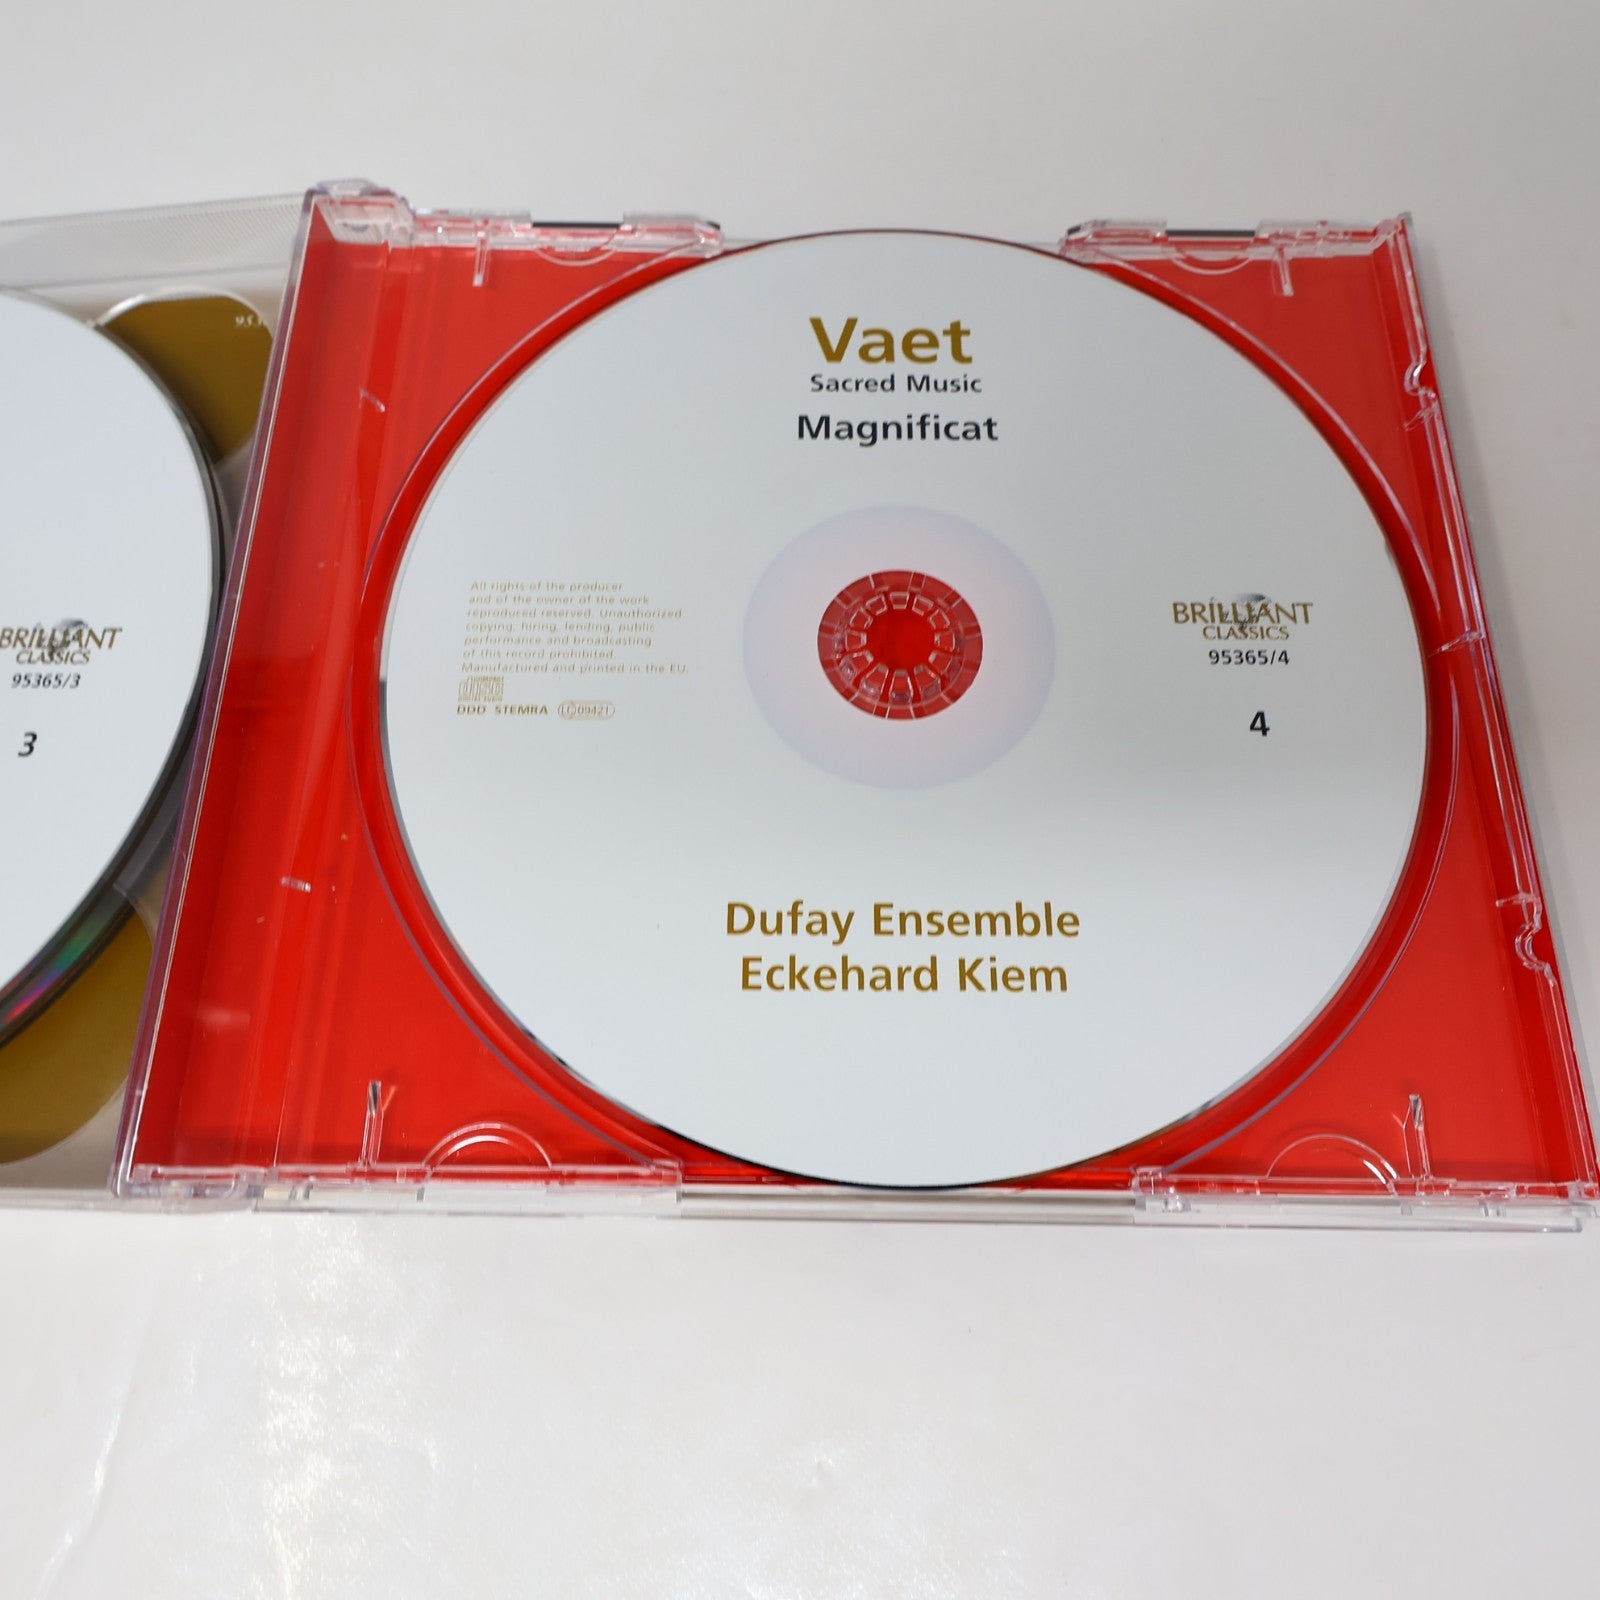 Vaet
Sacred Music
Magnificat
All rights of the producer
and of the owner of the work
reproduced reserved. Unauthorized
copying, hiring, lending, public
performance and broadcasting
of this record prohibited
Manufactured and printed in the EU.
DDD STEMRA LC 09421
BRILLIANT
CLASSICS
95365/4
4
Dufay Ensemble
Eckehard Kiem
BRILLIANT
CLASSICS
95365/3
3